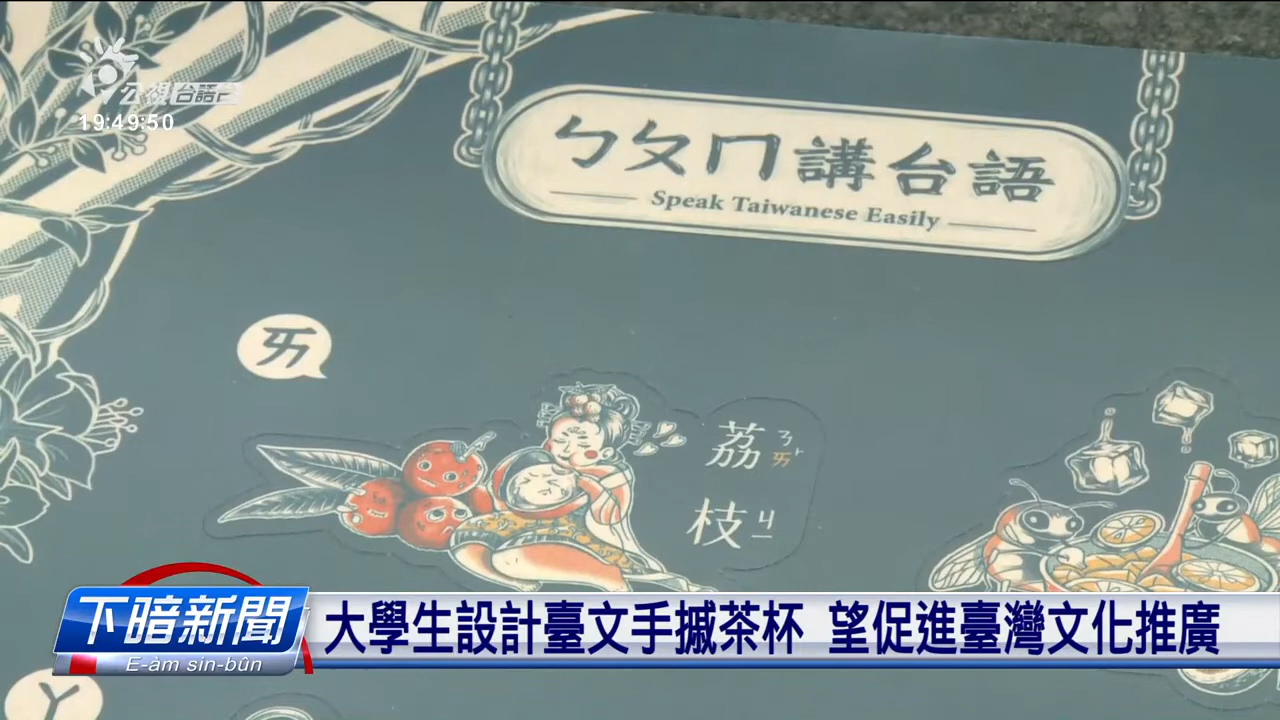 公視台語台
19:49:50
ㄅㄆㄇ講台語
Speak Taiwanese Easily
ㄞ
荔
枝
ㄚ
下暗新聞
E-àm sin-bûn
大學生設計臺文手搣茶杯 望促進臺灣文化推廣